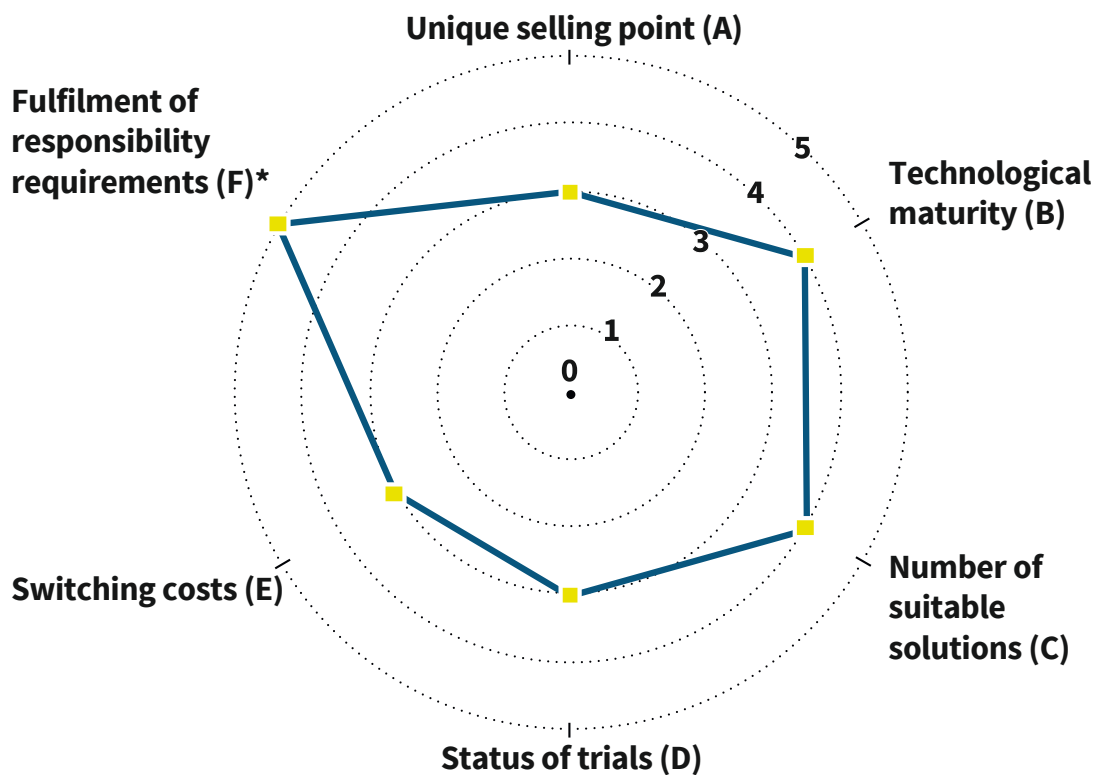 Unique selling point (A)
Fulfilment of
responsibility
requirements (F)*
5
Technological
maturity (B)
4
3
2
1
0
Number of
suitable
solutions (C)
Switching costs (E)
Status of trials (D)